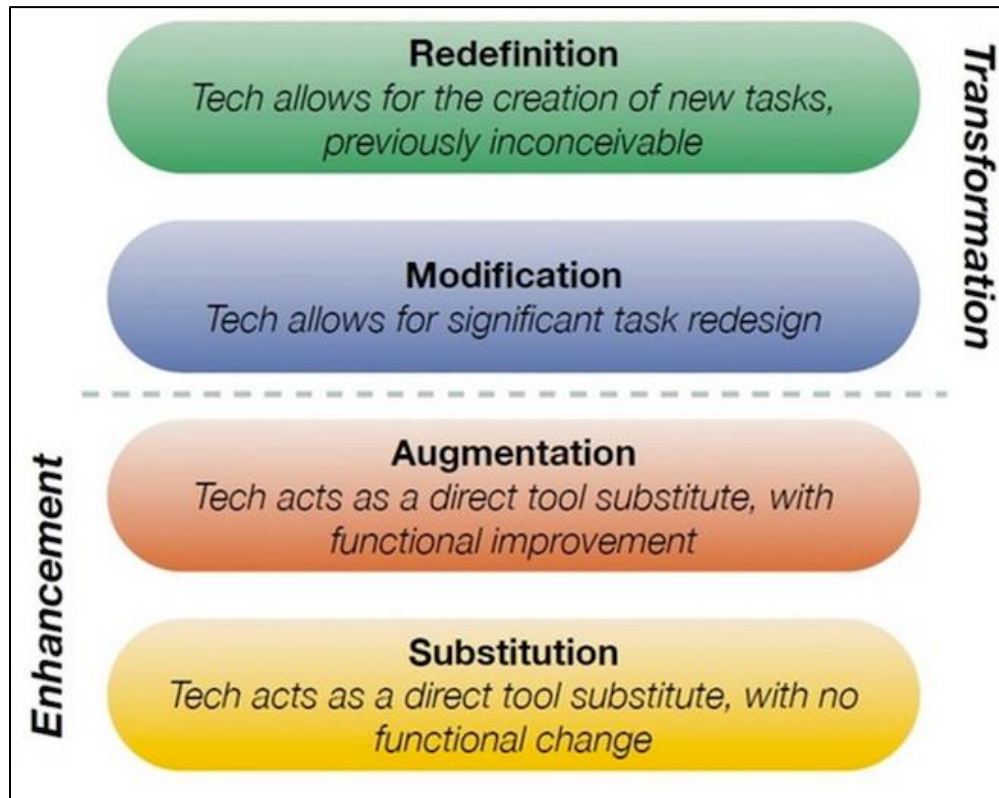 Redefinition
Tech allows for the creation of new tasks,
previously inconceivable
Transformation
Modification
Tech allows for significant task redesign
Enhancement
Augmentation
Tech acts as a direct tool substitute, with
functional improvement
Substitution
Tech acts as a direct tool substitute, with no
functional change